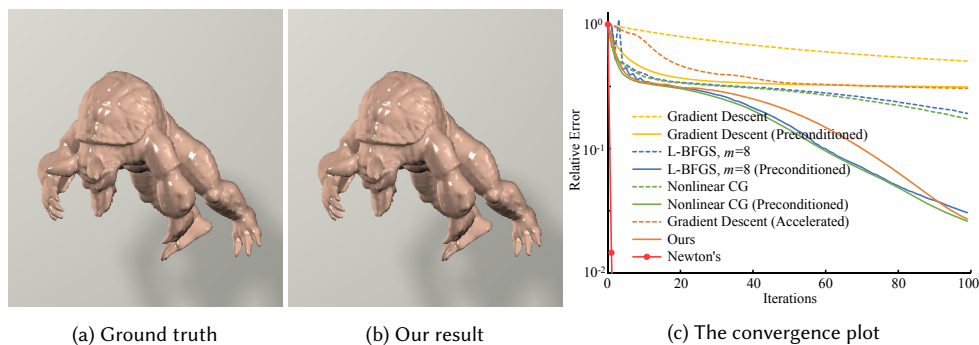 10⁰
10⁻¹
10⁻²
Relative Error
Gradient Descent
Gradient Descent (Preconditioned)
L-BFGS, m=8
L-BFGS, m=8 (Preconditioned)
Nonlinear CG
Nonlinear CG (Preconditioned)
Gradient Descent (Accelerated)
Ours
Newton's
0 20 40 60 80 100
Iterations
(a) Ground truth
(b) Our result
(c) The convergence plot